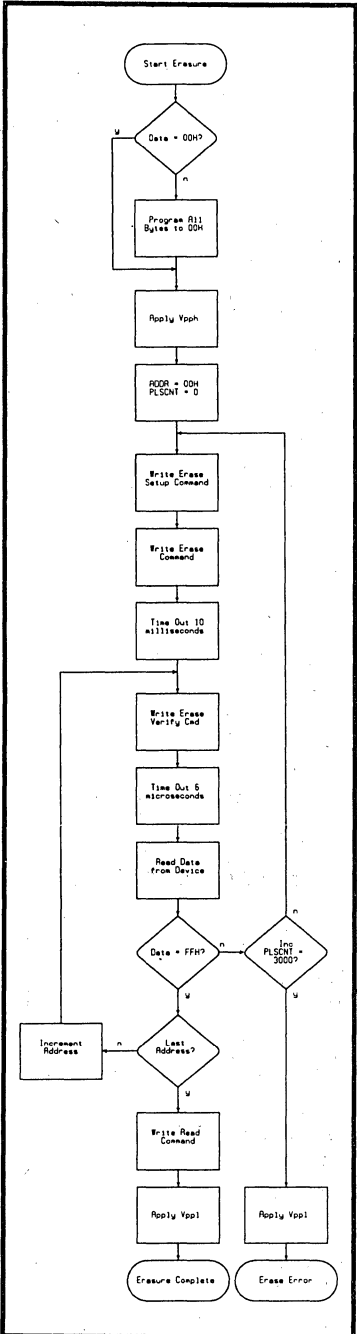 Start Erasure
Data = 00H?
y
n
Program All
Bytes to 00H
Apply Vpph
ADDR = 00H
PLSCNT = 0
Write Erase
Setup Command
Write Erase
Command
Time Out 10
milliseconds
Write Erase
Verify Cmd
Time Out 6
microseconds
Read Data
from Device
n
Data = FFH?
n
Inc
PLSCNT =
3000?
y
y
Increment
Address
n
Last
Address?
y
Write Read
Command
Apply Vppl
Apply Vppl
Erasure Complete
Erase Error